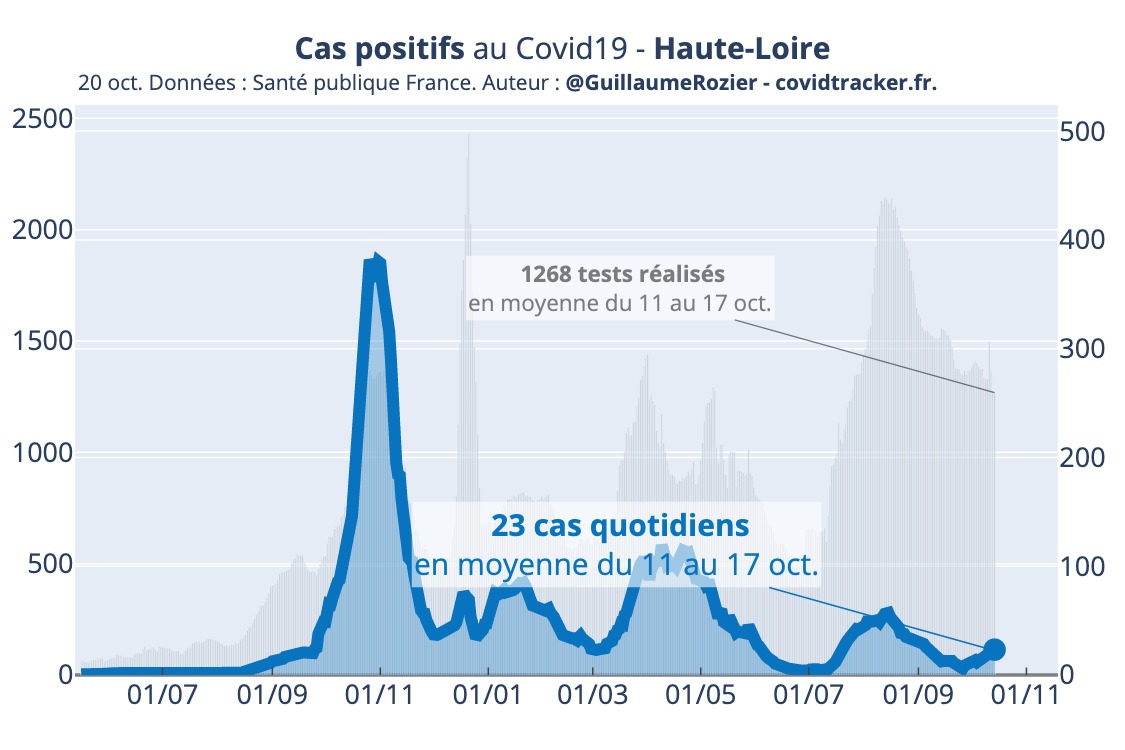 Cas positifs au Covid19 - Haute-Loire
20 oct. Données : Santé publique France. Auteur : @GuillaumeRozier - covidtracker.fr.
2500
2000
1500
1000
500
0
500
400
300
200
100
0
1268 tests réalisés
en moyenne du 11 au 17 oct.
23 cas quotidiens
en moyenne du 11 au 17 oct.
01/07 01/09 01/11 01/01 01/03 01/05 01/07 01/09 01/11